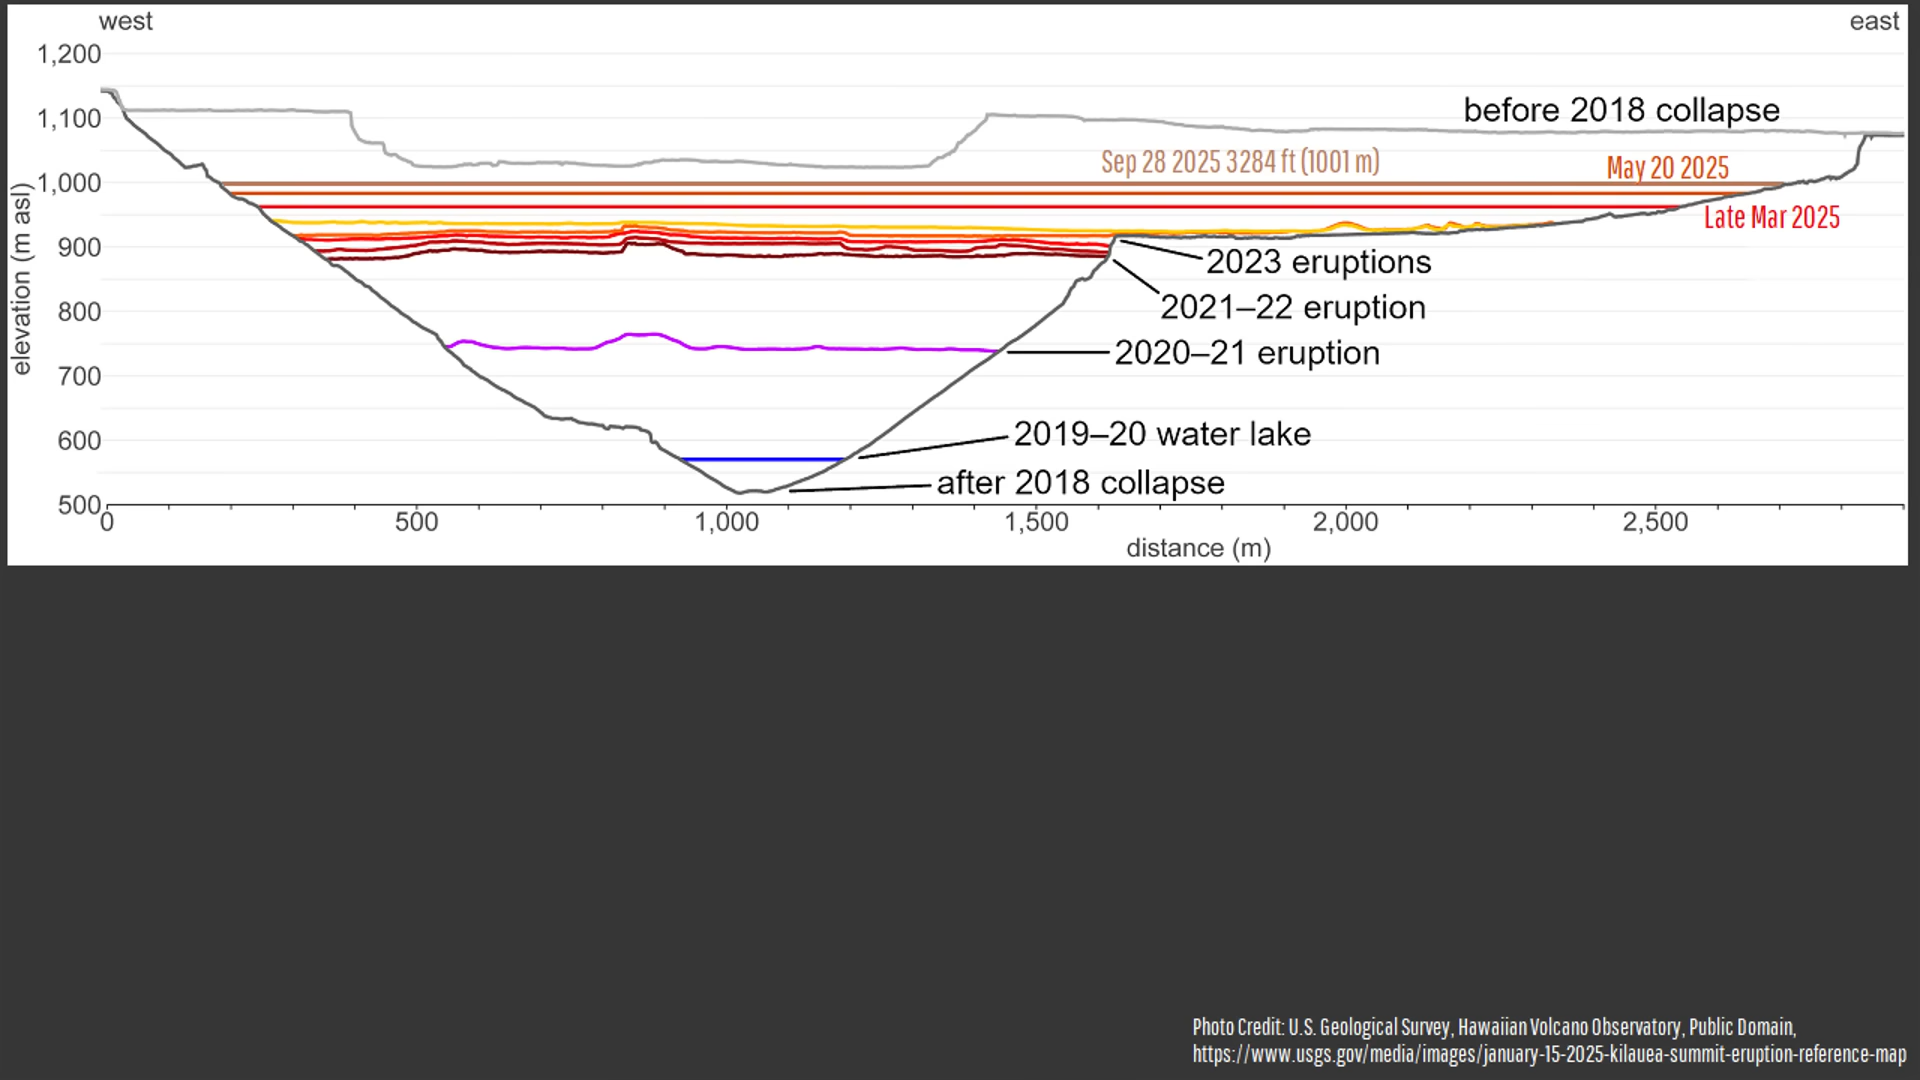 west
east
1,200
1,100
1,000
900
800
700
600
500
elevation (m asl)
before 2018 collapse
Sep 28 2025 3284 ft (1001 m)
May 20 2025
Late Mar 2025
2023 eruptions
2021–22 eruption
2020–21 eruption
2019–20 water lake
after 2018 collapse
0
500
1,000
1,500
2,000
2,500
distance (m)
Photo Credit: U.S. Geological Survey, Hawaiian Volcano Observatory, Public Domain,
https://www.usgs.gov/media/images/january-15-2025-kilauea-summit-eruption-reference-map